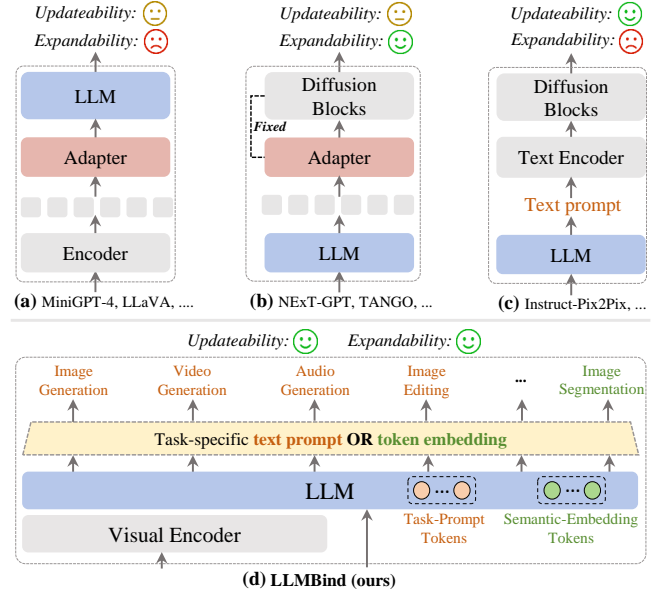 Updateability:
Expandability:
LLM
Adapter
Encoder
(a) MiniGPT-4, LLaVA, ....
Updateability:
Expandability:
Diffusion
Blocks
Fixed
Adapter
LLM
(b) NExT-GPT, TANGO, ...
Updateability:
Expandability:
Diffusion
Blocks
Text Encoder
Text prompt
LLM
(c) Instruct-Pix2Pix, ...
Updateability: Expandability:
Image
Generation
Video
Generation
Audio
Generation
Image
Editing
...
Image
Segmentation
Task-specific text prompt OR token embedding
LLM
...
...
Task-Prompt
Tokens
Semantic-Embedding
Tokens
Visual Encoder
(d) LLMBind (ours)